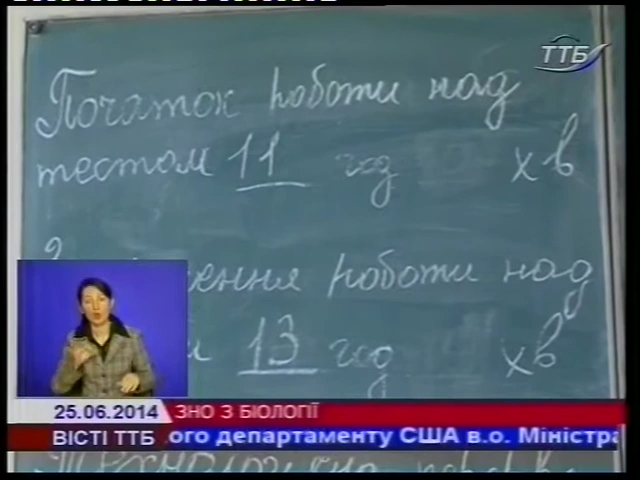 ТТБ
Початок роботи над
тестом 11 год хв
роботи над
13 год хв
25.06.2014 ЗНО З БІОЛОГІЇ
ВІСТІ ТТБ ого департаменту США в.о. Міністра